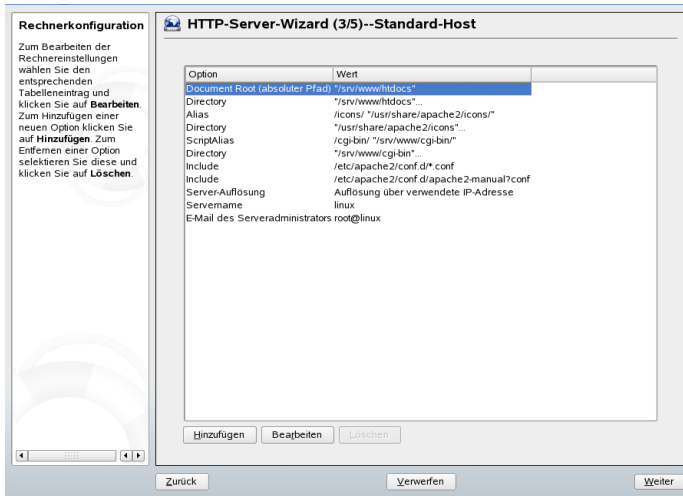 Rechnerkonfiguration
Zum Bearbeiten der
Rechnereinstellungen
wählen Sie den
entsprechenden
Tabelleneintrag und
klicken Sie auf Bearbeiten.
Zum Hinzufügen einer
neuen Option klicken Sie
auf Hinzufügen. Zum
Entfernen einer Option
selektieren Sie diese und
klicken Sie auf Löschen.
HTTP-Server-Wizard (3/5)--Standard-Host
Option Wert
Document Root (absoluter Pfad) "/srv/www/htdocs"
Directory "/srv/www/htdocs"...
Alias /icons/ "/usr/share/apache2/icons/"
Directory "/usr/share/apache2/icons"...
ScriptAlias /cgi-bin/ "/srv/www/cgi-bin/"
Directory "/srv/www/cgi-bin"...
Include /etc/apache2/conf.d/*.conf
Include /etc/apache2/conf.d/apache2-manual?conf
Server-Auflösung Auflösung über verwendete IP-Adresse
Servername linux
E-Mail des Serveradministrators root@linux
Hinzufügen Bearbeiten Löschen
Zurück Verwerfen Weiter